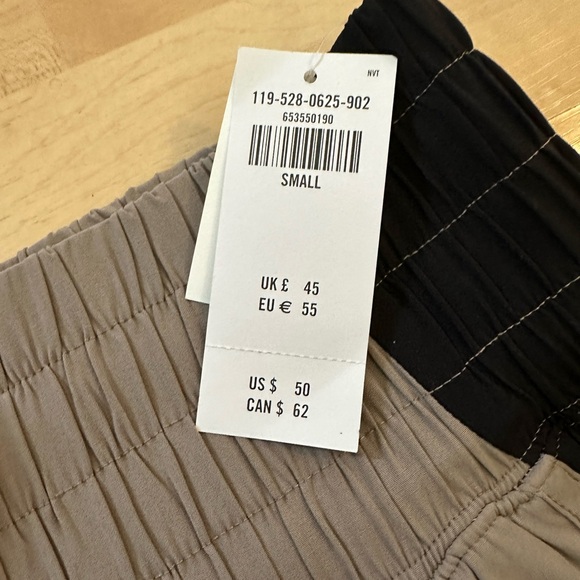 NVT
119-528-0625-902
653550190
SMALL
UK £ 45
EU € 55
US $ 50
CAN $ 62